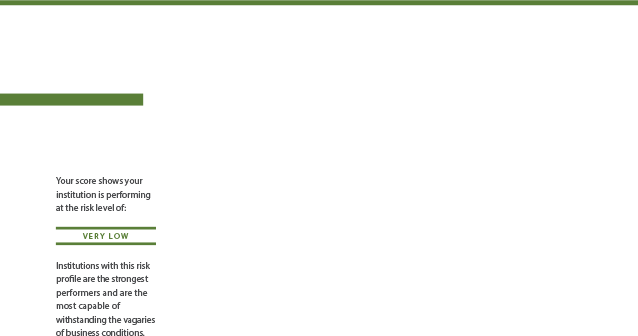 Your score shows your
institution is performing
at the risk level of:
VERY LOW
Institutions with this risk
profile are the strongest
performers and are the
most capable of
withstanding the vagaries
of business conditions.